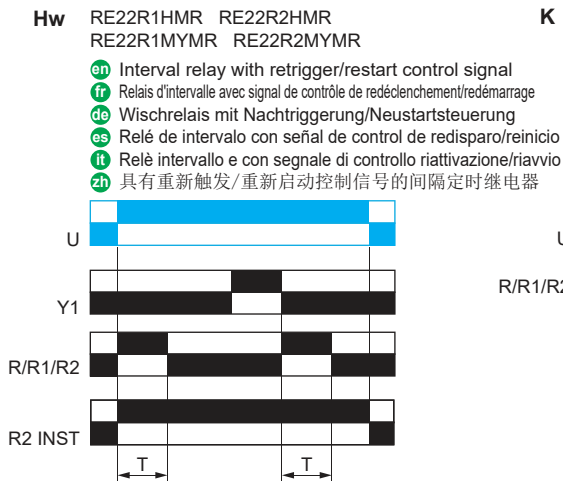 Hw RE22R1HMR RE22R2HMR K
RE22R1MYMR RE22R2MYMR
en Interval relay with retrigger/restart control signal
fr Relais d'intervalle avec signal de contrôle de redéclenchement/redémarrage
de Wischrelais mit Nachtriggerung/Neustartsteuerung
es Relé de intervalo con señal de control de redisparo/reinicio
it Relè intervallo e con segnale di controllo riattivazione/riavvio
zh 具有重新触发/重新启动控制信号的间隔定时继电器
U
Y1
R/R1/R2
R2 INST
T T